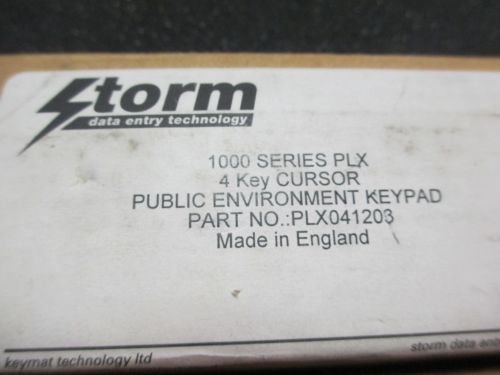 Storm
data entry technology
1000 SERIES PLX
4 Key CURSOR
PUBLIC ENVIRONMENT KEYPAD
PART NO.:PLX041203
Made in England
keymat technology ltd
storm data